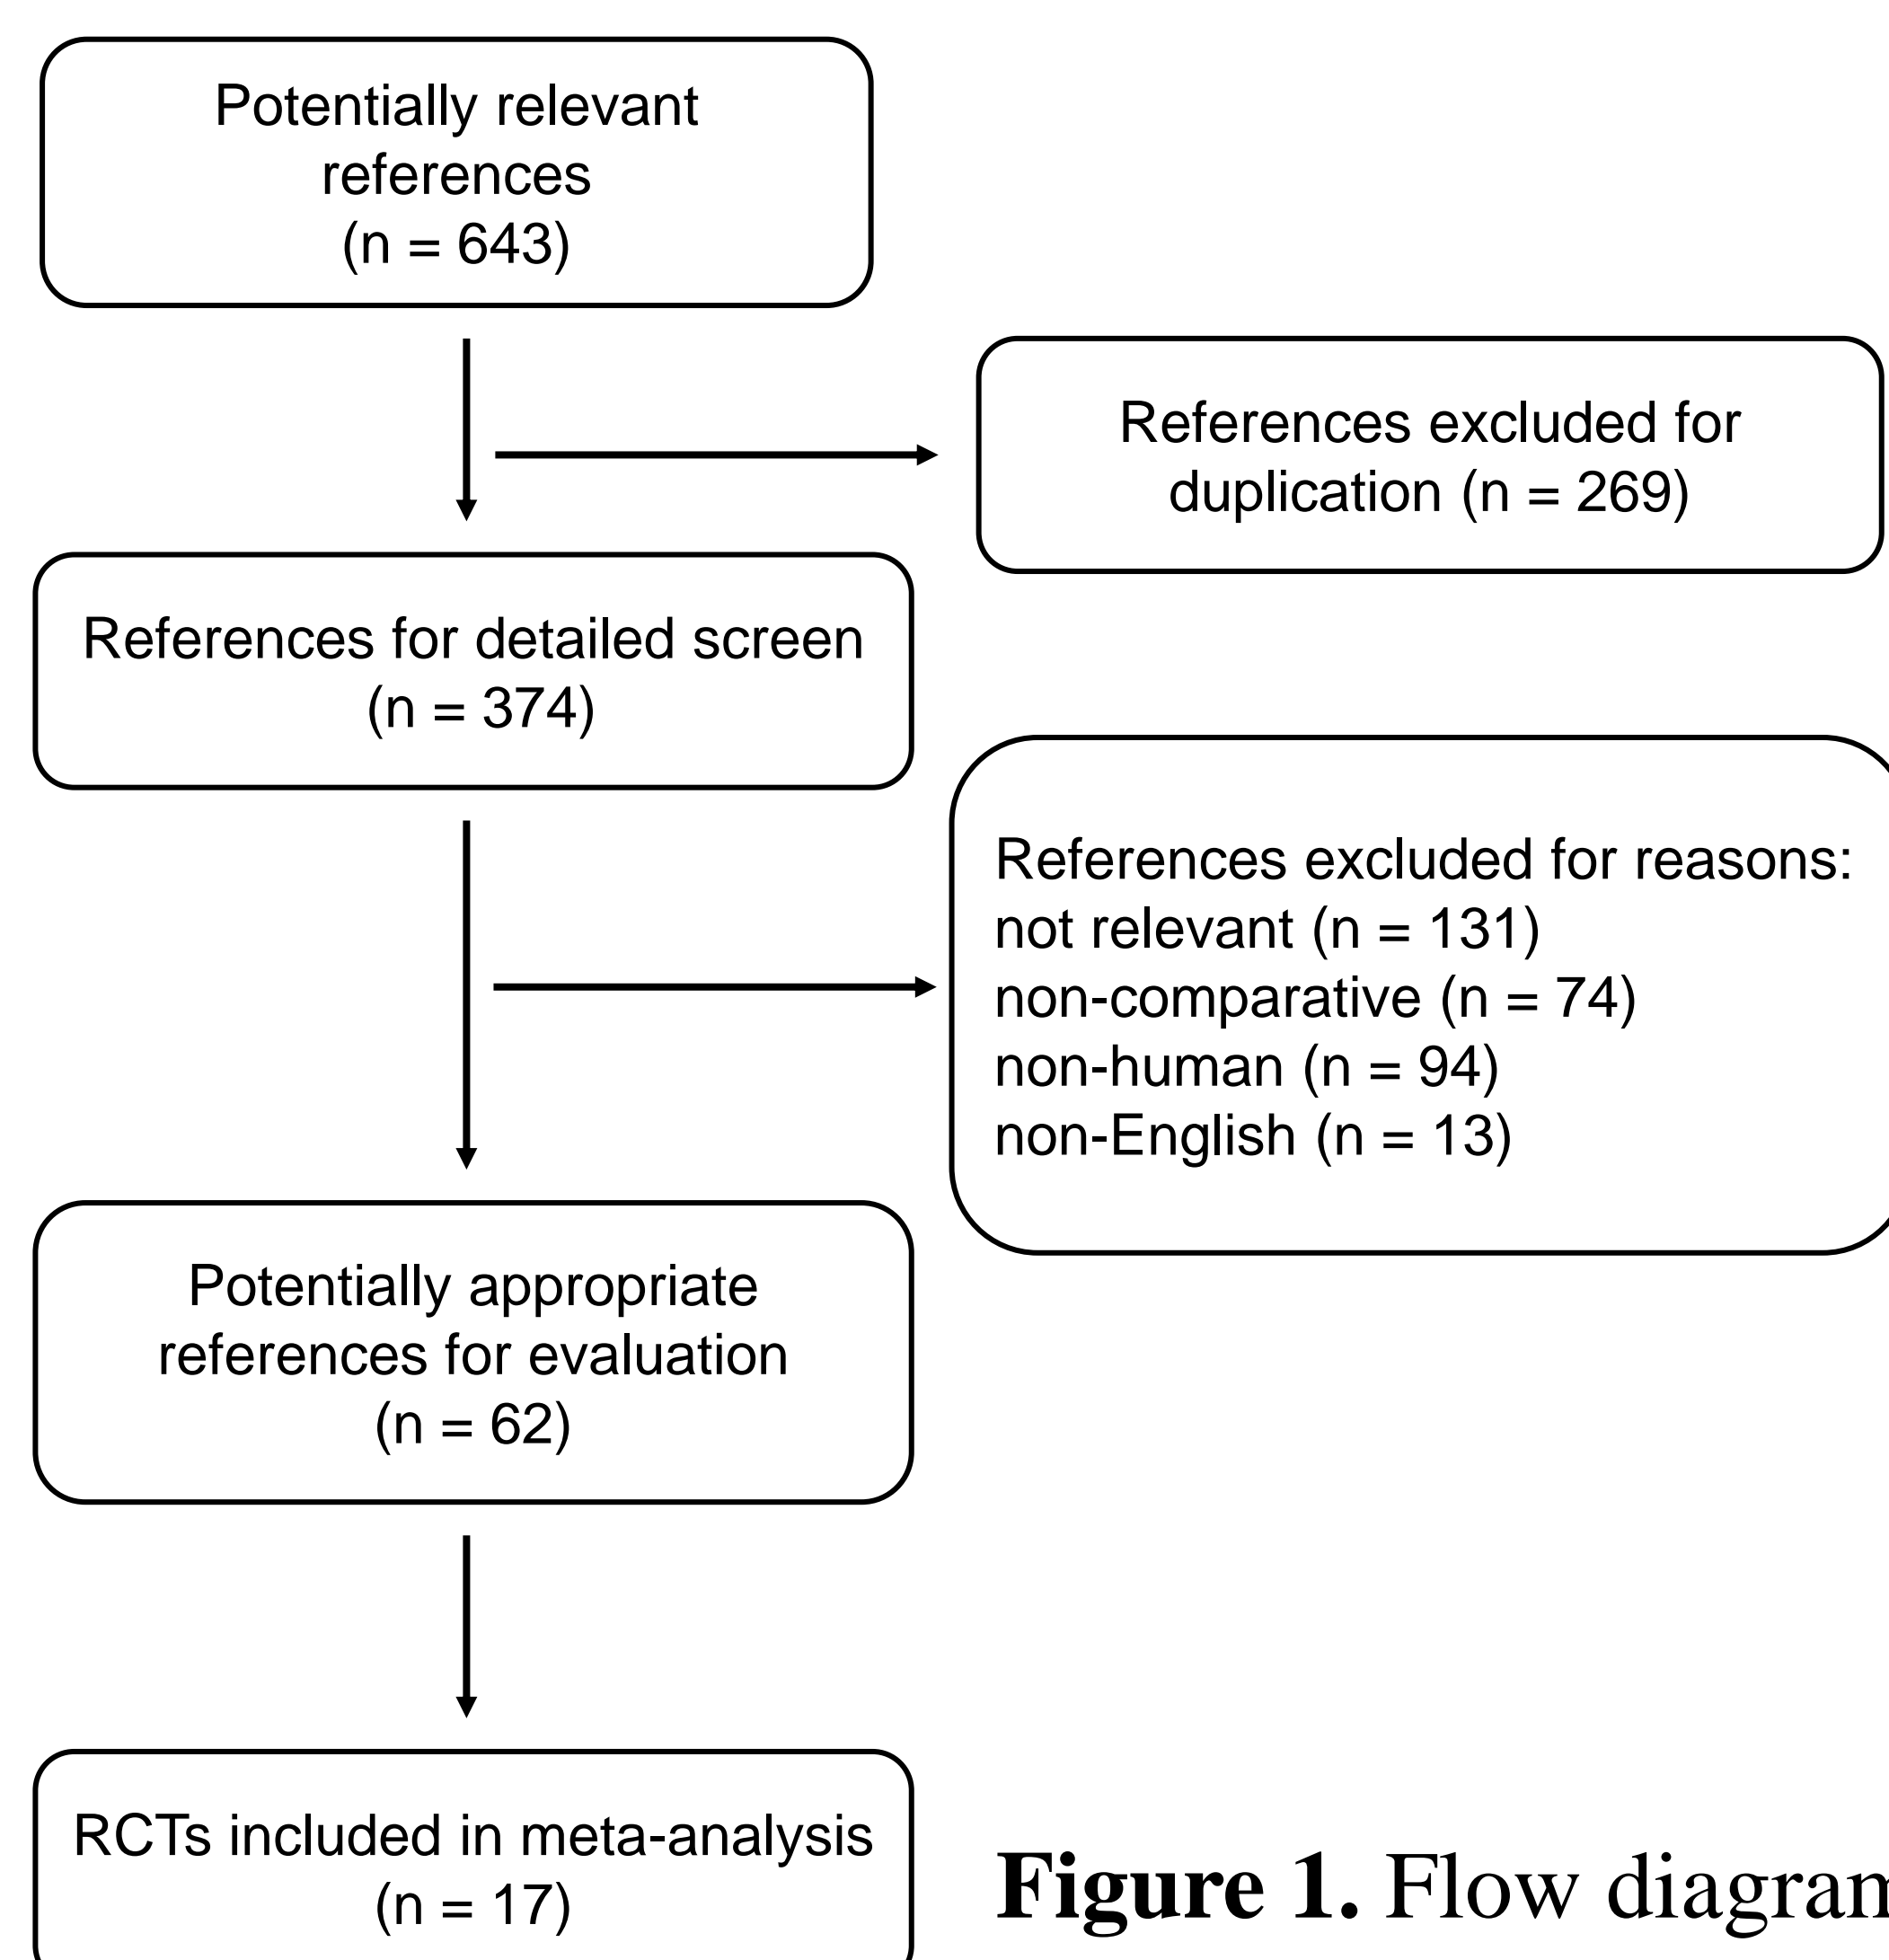 Potentially relevant
references
(n = 643)
References excluded for
duplication (n = 269)
References for detailed screen
(n = 374)
References excluded for reasons:
not relevant (n = 131)
non-comparative (n = 74)
non-human (n = 94)
non-English (n = 13)
Potentially appropriate
references for evaluation
(n = 62)
RCTs included in meta-analysis
(n = 17)
Figure 1. Flow diagram